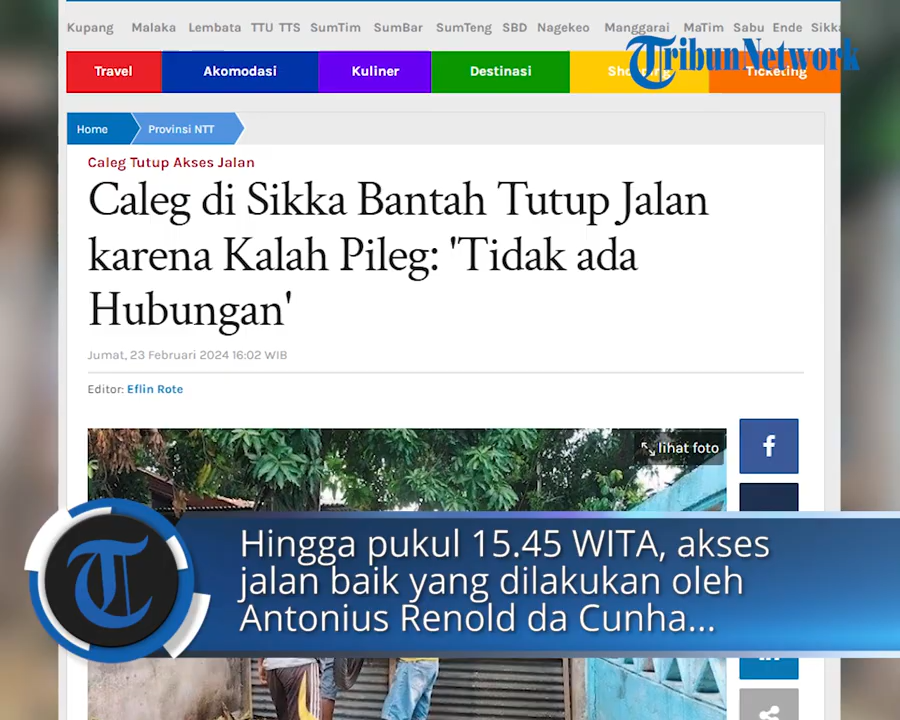 Kupang Malaka Lembata TTU TTS SumTim SumBar SumTeng SBD Nagekeo Manggarai MaTim Sabu Ende Sikka
TribunNetwork
Travel Akomodasi Kuliner Destinasi Shopping Ticketing
Home Provinsi NTT
Caleg Tutup Akses Jalan
Caleg di Sikka Bantah Tutup Jalan
karena Kalah Pileg: 'Tidak ada
Hubungan'
Jumat, 23 Februari 2024 16:02 WIB
Editor: Eflin Rote
lihat foto
f
Hingga pukul 15.45 WITA, akses
jalan baik yang dilakukan oleh
Antonius Renold da Cunha...
T